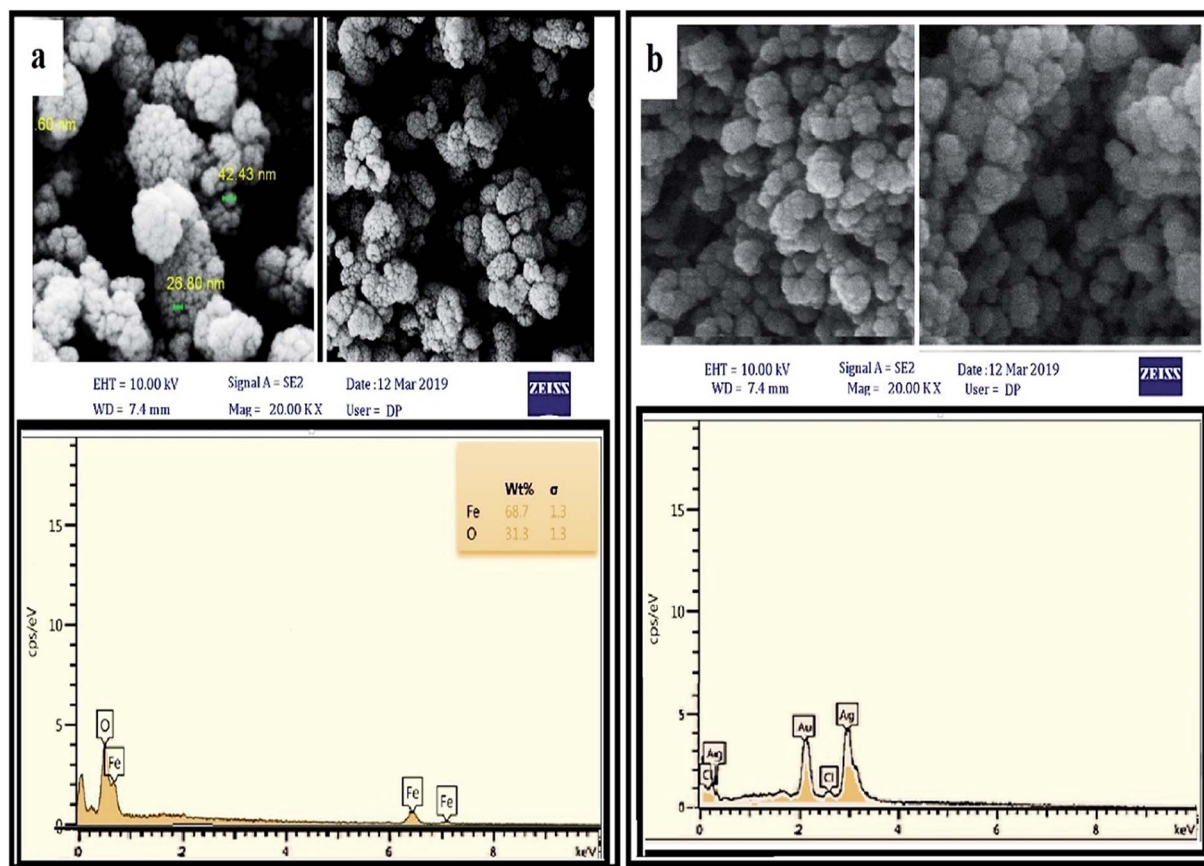 a
.60 nm
42.43 nm
26.80 nm
EHT = 10.00 kV Signal A = SE2 Date :12 Mar 2019
WD = 7.4 mm Mag = 20.00 K X User = DP
ZEISS
Wt% σ
Fe 68.7 1.3
O 31.3 1.3
cps/eV
15
10
5
0
O
Fe
Fe
Fe
0 2 4 6 8 keV
b
EHT = 10.00 kV Signal A = SE2 Date :12 Mar 2019
WD = 7.4 mm Mag = 20.00 K X User = DP
ZEISS
cps/eV
15
10
5
0
Cl
Ag
Au
Cl
Ag
0 2 4 6 8 keV